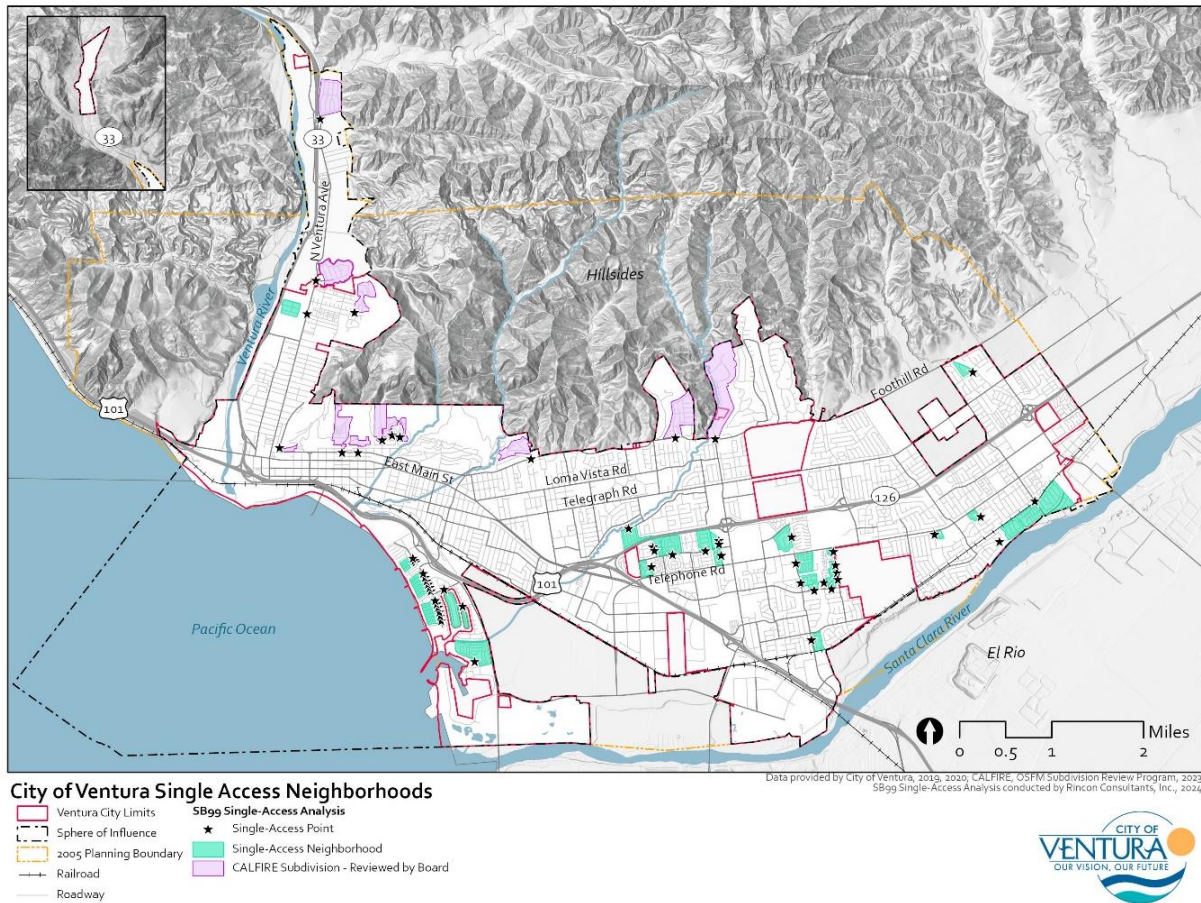 33
33
N Ventura Ave
Hillsides
Ventura River
Foothill Rd
101
East Main St
Loma Vista Rd
Telegraph Rd
126
101
Telephone Rd
Pacific Ocean
Santa Clara River
El Rio
Miles
0 0.5 1 2
Data provided by City of Ventura, 2019, 2020; CALFIRE, OSFM Subdivision Review Program, 2023
SB99 Single-Access Analysis conducted by Rincon Consultants, Inc., 2024
City of Ventura Single Access Neighborhoods
Ventura City Limits
Sphere of Influence
2005 Planning Boundary
Railroad
Roadway
SB99 Single-Access Analysis
Single-Access Point
Single-Access Neighborhood
CALFIRE Subdivision - Reviewed by Board
CITY OF
VENTURA
OUR VISION, OUR FUTURE